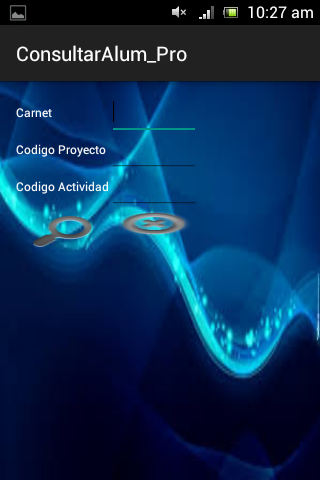 10:27 am
ConsultarAlum_Pro
Carnet
Codigo Proyecto
Codigo Actividad